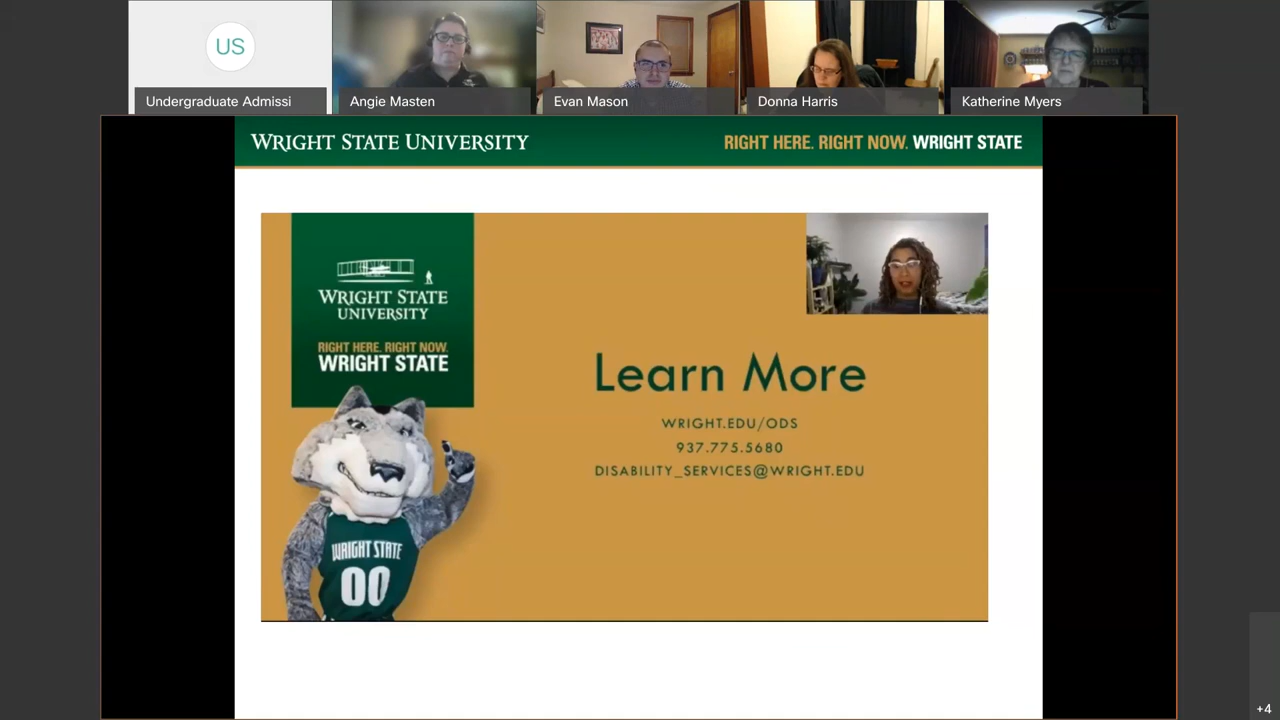 US
Undergraduate Admissi
Angie Masten
Evan Mason
Donna Harris
Katherine Myers
WRIGHT STATE UNIVERSITY
RIGHT HERE. RIGHT NOW. WRIGHT STATE
WRIGHT STATE
UNIVERSITY
RIGHT HERE. RIGHT NOW.
WRIGHT STATE
Learn More
WRIGHT.EDU/ODS
937.775.5680
DISABILITY_SERVICES@WRIGHT.EDU
WRIGHT STATE
00
+4